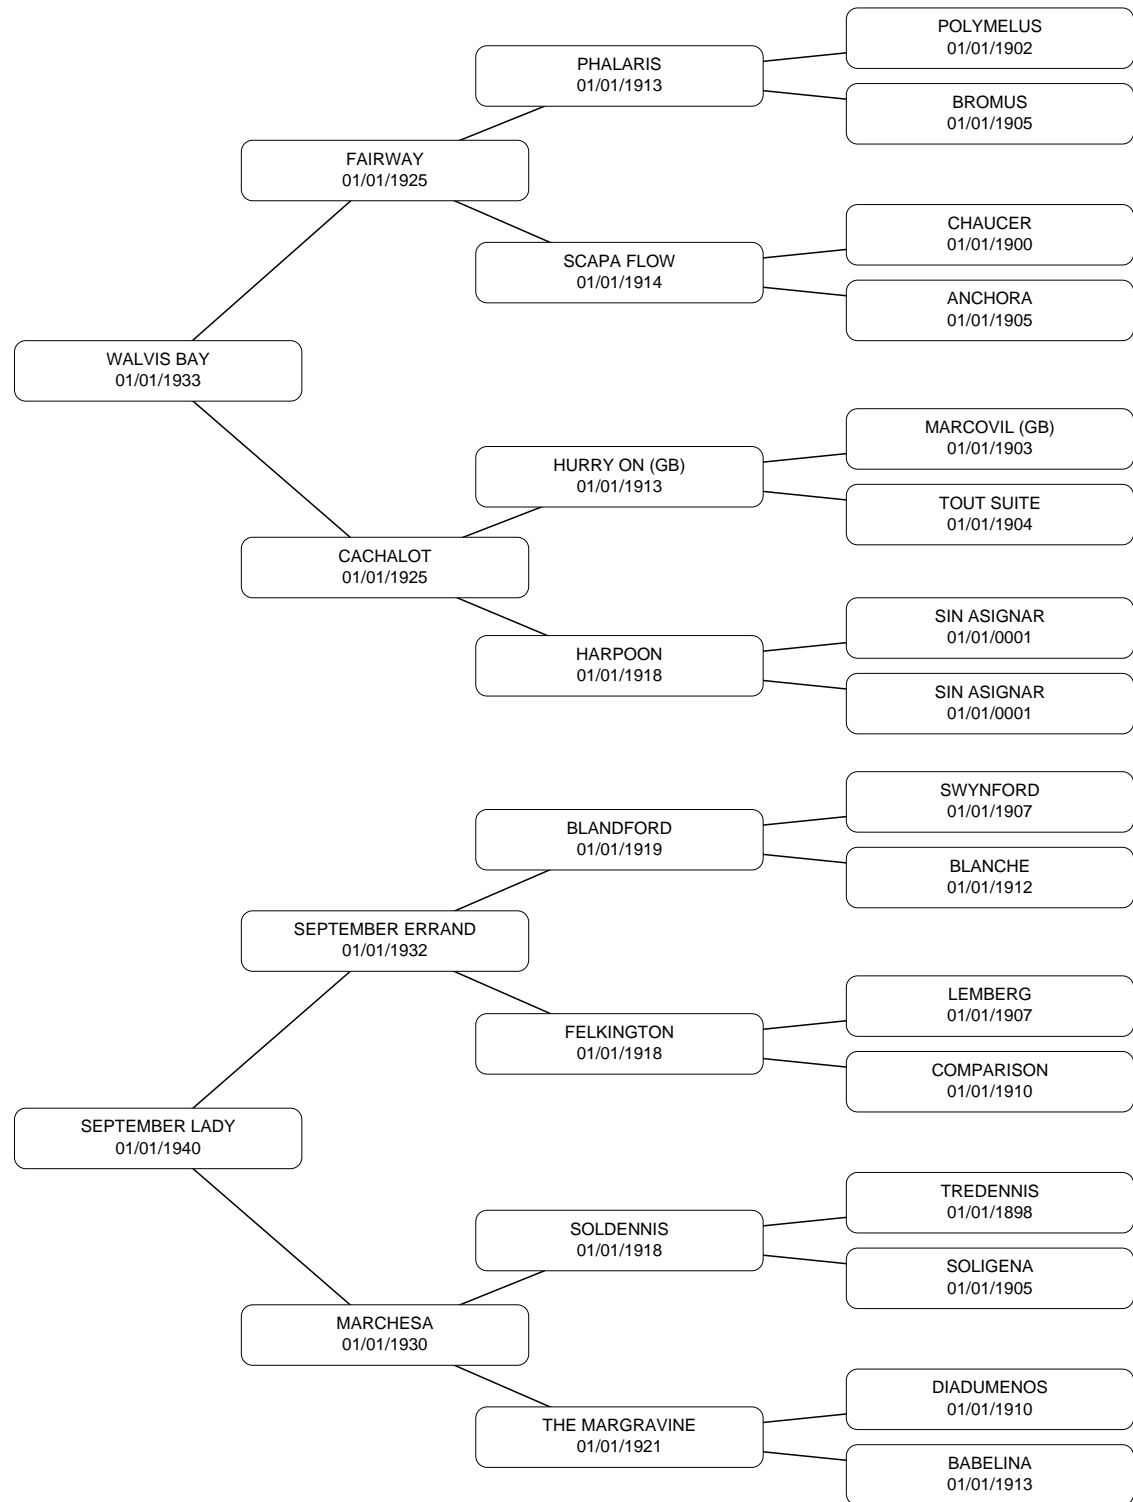 POLYMELUS
01/01/1902
PHALARIS
01/01/1913
BROMUS
01/01/1905
FAIRWAY
01/01/1925
CHAUCER
01/01/1900
SCAPA FLOW
01/01/1914
ANCHORA
01/01/1905
WALVIS BAY
01/01/1933
MARCOVIL (GB)
01/01/1903
HURRY ON (GB)
01/01/1913
TOUT SUITE
01/01/1904
CACHALOT
01/01/1925
SIN ASIGNAR
01/01/0001
HARPOON
01/01/1918
SIN ASIGNAR
01/01/0001
SWYNFORD
01/01/1907
BLANDFORD
01/01/1919
BLANCHE
01/01/1912
SEPTEMBER ERRAND
01/01/1932
LEMBERG
01/01/1907
FELKINGTON
01/01/1918
COMPARISON
01/01/1910
SEPTEMBER LADY
01/01/1940
TREDENNIS
01/01/1898
SOLDENNIS
01/01/1918
SOLIGENA
01/01/1905
MARCHESA
01/01/1930
DIADUMENOS
01/01/1910
THE MARGRAVINE
01/01/1921
BABELINA
01/01/1913